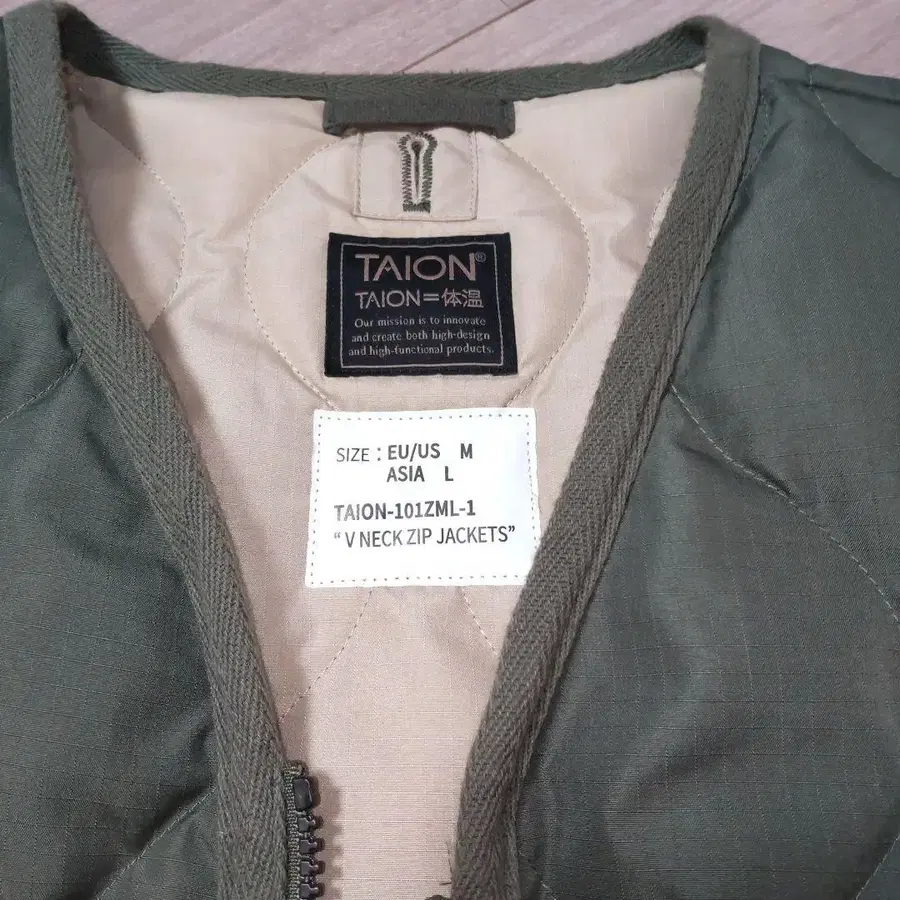 TAION®
TAION=体温
Our mission is to innovate
and create both high-design
and high-functional products.
SIZE : EU/US M
ASIA L
TAION-101ZML-1
“ V NECK ZIP JACKETS”